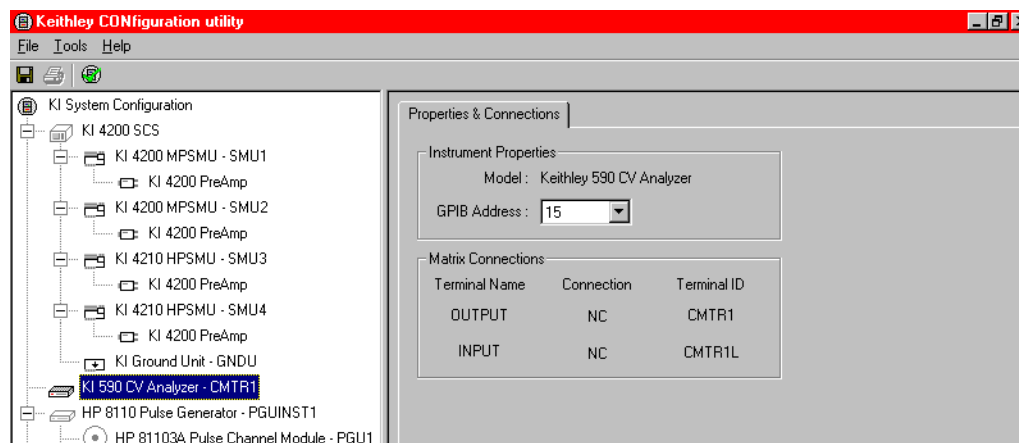 Keithley CONfiguration utility
File Tools Help
KI System Configuration
KI 4200 SCS
KI 4200 MPSMU - SMU1
KI 4200 PreAmp
KI 4200 MPSMU - SMU2
KI 4200 PreAmp
KI 4210 HPSMU - SMU3
KI 4200 PreAmp
KI 4210 HPSMU - SMU4
KI 4200 PreAmp
KI Ground Unit - GNDU
KI 590 CV Analyzer - CMTR1
HP 8110 Pulse Generator - PGUINST1
HP 81103A Pulse Channel Module - PGU1
Properties & Connections
Instrument Properties
Model : Keithley 590 CV Analyzer
GPIB Address : 15
Matrix Connections
Terminal Name Connection Terminal ID
OUTPUT NC CMTR1
INPUT NC CMTR1L